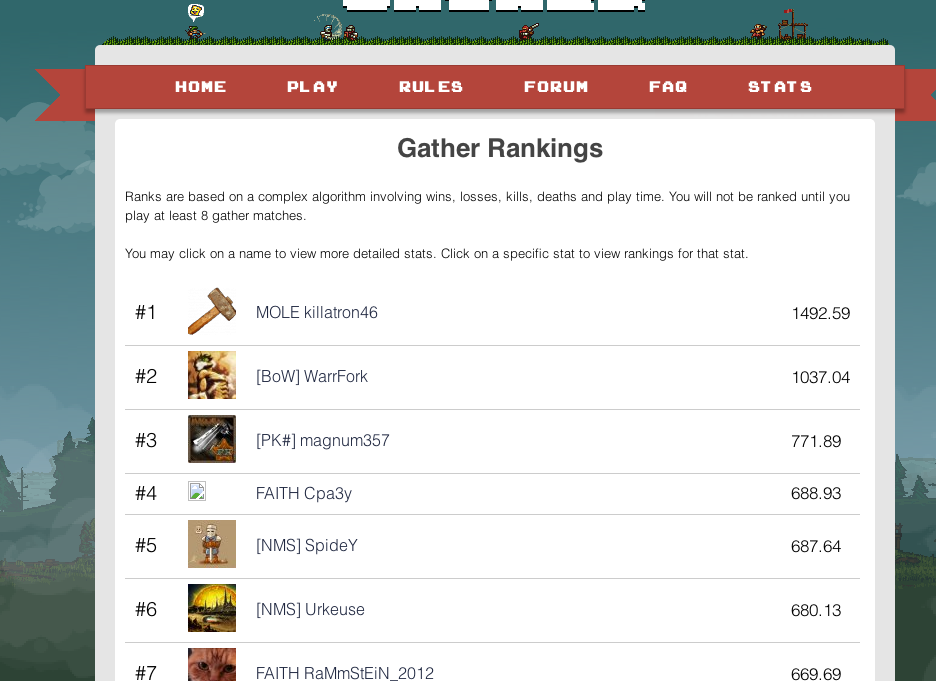 HOME PLAY RULES FORUM FAQ STATS
Gather Rankings
Ranks are based on a complex algorithm involving wins, losses, kills, deaths and play time. You will not be ranked until you
play at least 8 gather matches.
You may click on a name to view more detailed stats. Click on a specific stat to view rankings for that stat.
#1 MOLE killatron46 1492.59
#2 [BoW] WarrFork 1037.04
#3 [PK#] magnum357 771.89
#4 FAITH Cpa3y 688.93
#5 [NMS] SpideY 687.64
#6 [NMS] Urkeuse 680.13
#7 FAITH RaMmStEiN_2012 669.69